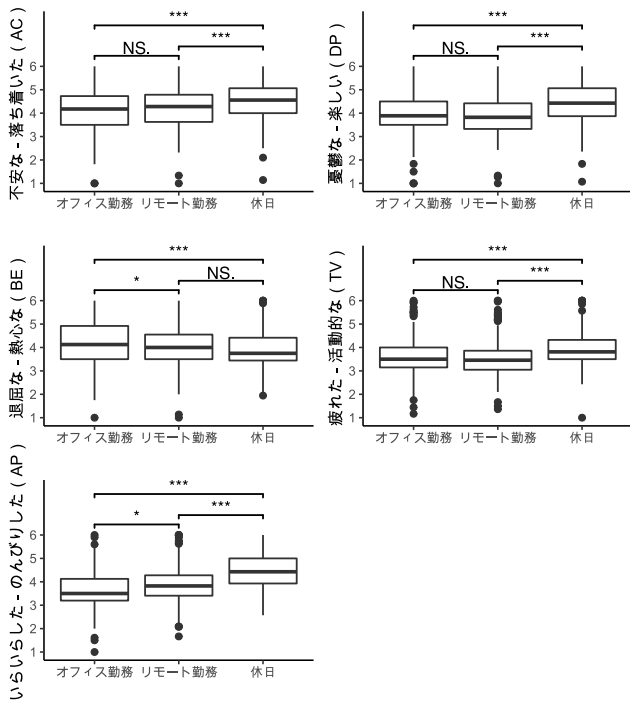 ***
NS.
***
6
5
4
3
2
1
不安な - 落ち着いた ( AC )
オフィス勤務 リモート勤務 休日
***
NS.
***
6
5
4
3
2
1
憂鬱な - 楽しい ( DP )
オフィス勤務 リモート勤務 休日
***
*
NS.
6
5
4
3
2
1
退屈な - 熱心な ( BE )
オフィス勤務 リモート勤務 休日
***
NS.
***
6
5
4
3
2
1
疲れた - 活動的な ( TV )
オフィス勤務 リモート勤務 休日
***
*
***
6
5
4
3
2
1
いらいらした - のんびりした ( AP )
オフィス勤務 リモート勤務 休日